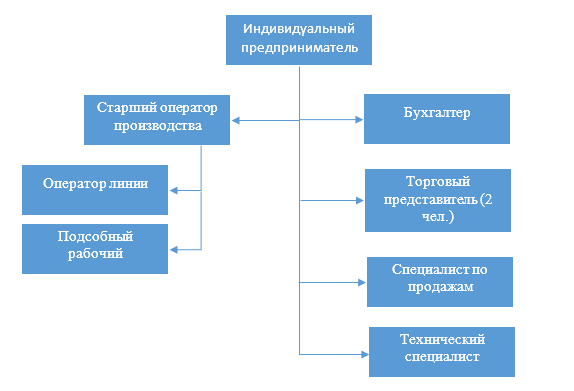 Индивидуальный
предприниматель
Старший оператор
производства
Бухгалтер
Оператор линии
Торговый
представитель (2
чел.)
Подсобный
рабочий
Специалист по
продажам
Технический
специалист